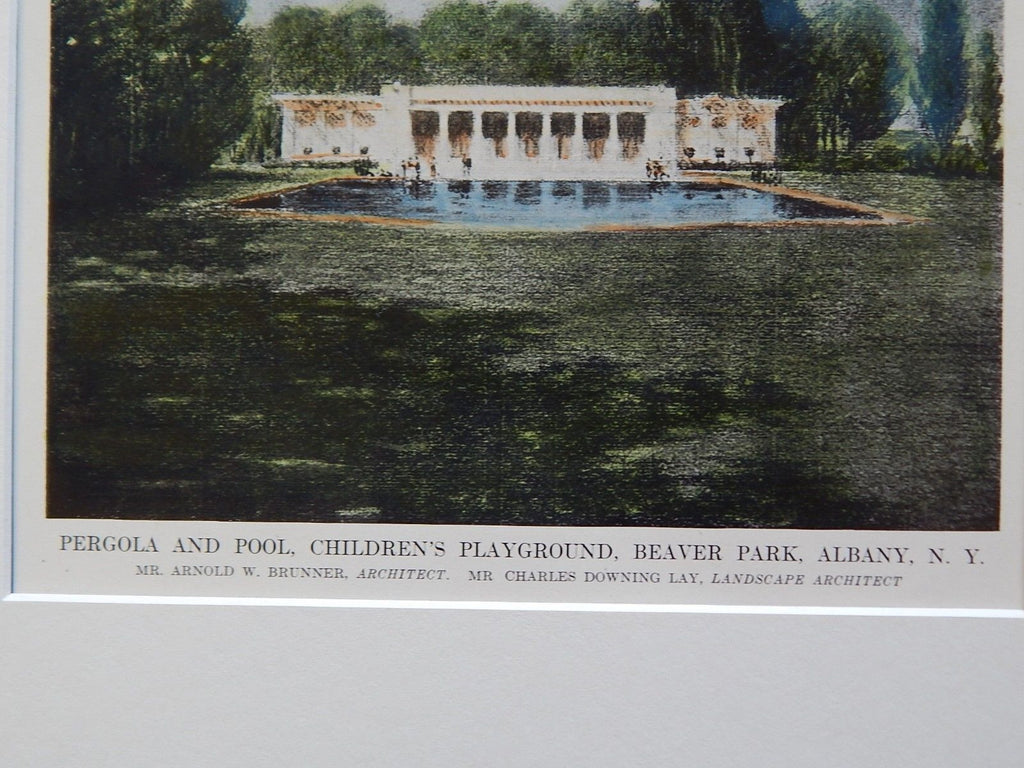 PERGOLA AND POOL, CHILDREN'S PLAYGROUND, BEAVER PARK, ALBANY, N. Y.
MR. ARNOLD W. BRUNNER, ARCHITECT. MR CHARLES DOWNING LAY, LANDSCAPE ARCHITECT